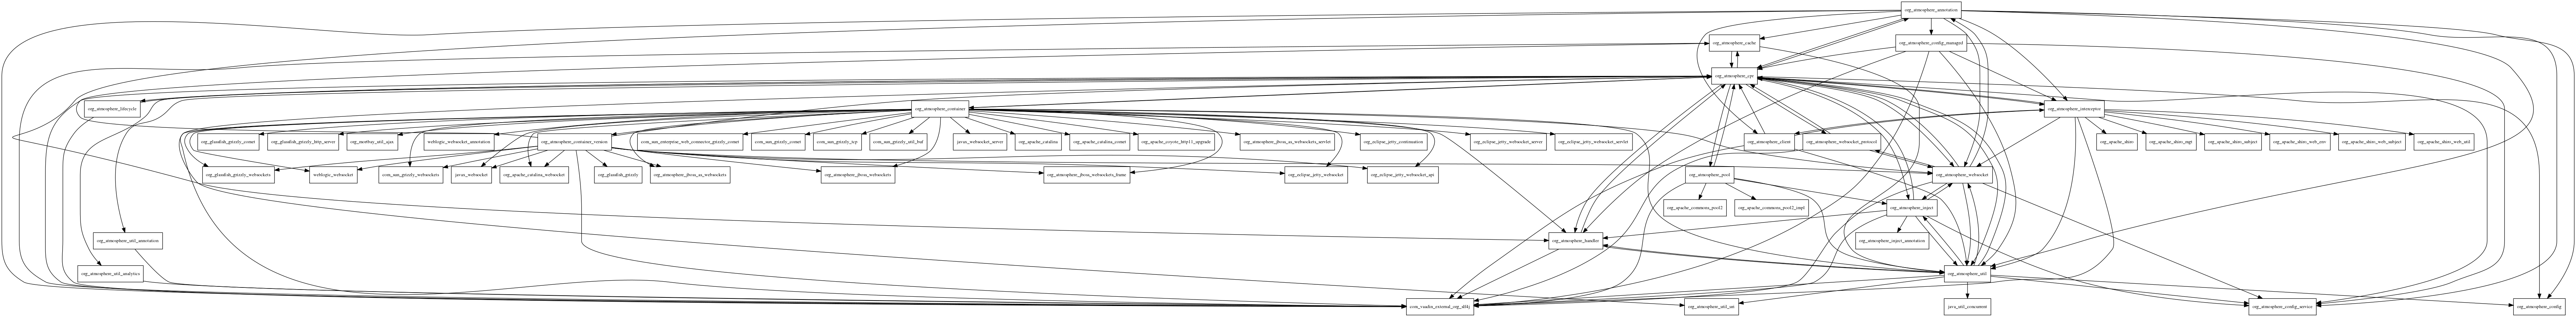 org_atmosphere_annotation
org_atmosphere_cache
org_atmosphere_config_managed
org_atmosphere_cpr
org_atmosphere_lifecycle
org_atmosphere_container
org_atmosphere_interceptor
org_glassfish_grizzly_comet
org_glassfish_grizzly_http_server
org_mortbay_util_ajax
weblogic_websocket_annotation
org_atmosphere_container_version
com_sun_enterprise_web_connector_grizzly_comet
com_sun_grizzly_comet
com_sun_grizzly_tcp
com_sun_grizzly_util_buf
javax_websocket_server
org_apache_catalina
org_apache_catalina_comet
org_apache_coyote_http11_upgrade
org_atmosphere_jboss_as_websockets_servlet
org_eclipse_jetty_continuation
org_eclipse_jetty_websocket_server
org_eclipse_jetty_websocket_servlet
org_atmosphere_client
org_atmosphere_websocket_protocol
org_apache_shiro
org_apache_shiro_mgt
org_apache_shiro_subject
org_apache_shiro_web_env
org_apache_shiro_web_subject
org_apache_shiro_web_util
org_glassfish_grizzly_websockets
weblogic_websocket
com_sun_grizzly_websockets
javax_websocket
org_apache_catalina_websocket
org_glassfish_grizzly
org_atmosphere_jboss_as_websockets
org_atmosphere_jboss_websockets
org_atmosphere_jboss_websockets_frame
org_eclipse_jetty_websocket
org_eclipse_jetty_websocket_api
org_atmosphere_pool
org_atmosphere_websocket
org_apache_commons_pool2
org_apache_commons_pool2_impl
org_atmosphere_inject
org_atmosphere_util_annotation
org_atmosphere_handler
org_atmosphere_inject_annotation
org_atmosphere_util_analytics
org_atmosphere_util
com_vaadin_external_org_slf4j
org_atmosphere_util_uri
java_util_concurrent
org_atmosphere_config_service
org_atmosphere_config